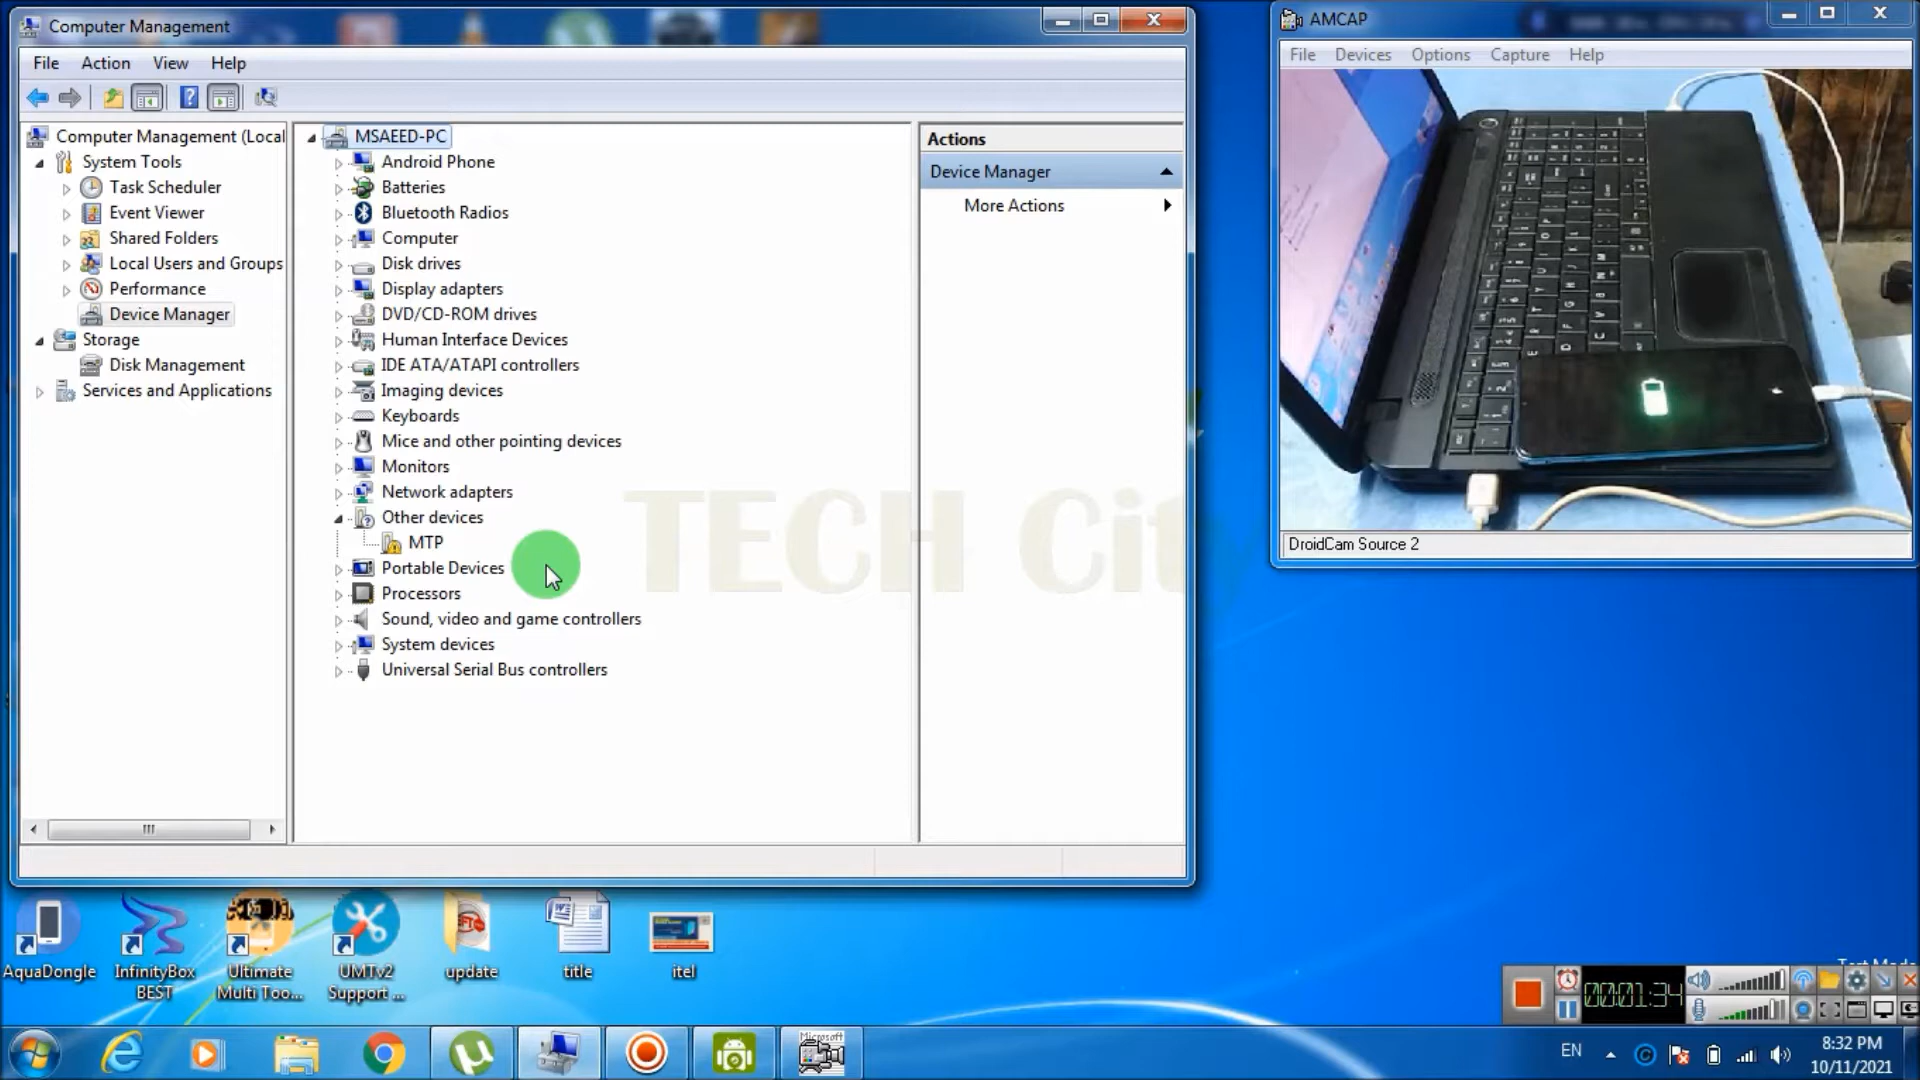 Computer Management
File Action View Help
Computer Management (Local
System Tools
Task Scheduler
Event Viewer
Shared Folders
Local Users and Groups
Performance
Device Manager
Storage
Disk Management
Services and Applications
MSAEED-PC
Android Phone
Batteries
Bluetooth Radios
Computer
Disk drives
Display adapters
DVD/CD-ROM drives
Human Interface Devices
IDE ATA/ATAPI controllers
Imaging devices
Keyboards
Mice and other pointing devices
Monitors
Network adapters
Other devices
MTP
Portable Devices
Processors
Sound, video and game controllers
System devices
Universal Serial Bus controllers
Actions
Device Manager
More Actions
TECH City
AMCAP
File Devices Options Capture Help
DroidCam Source 2
AquaDongle
InfinityBox
BEST
Ultimate
Multi Too...
UMTv2
Support ...
update
title
itel
00:01:34
Microsoft
EN
8:32 PM
10/11/2021